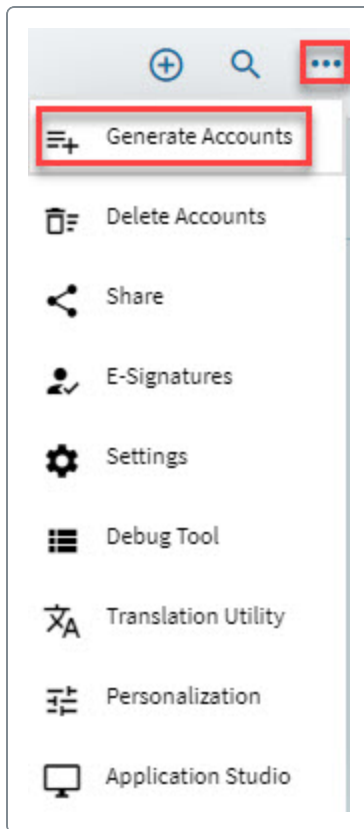 Generate Accounts
Delete Accounts
Share
E-Signatures
Settings
Debug Tool
Translation Utility
Personalization
Application Studio